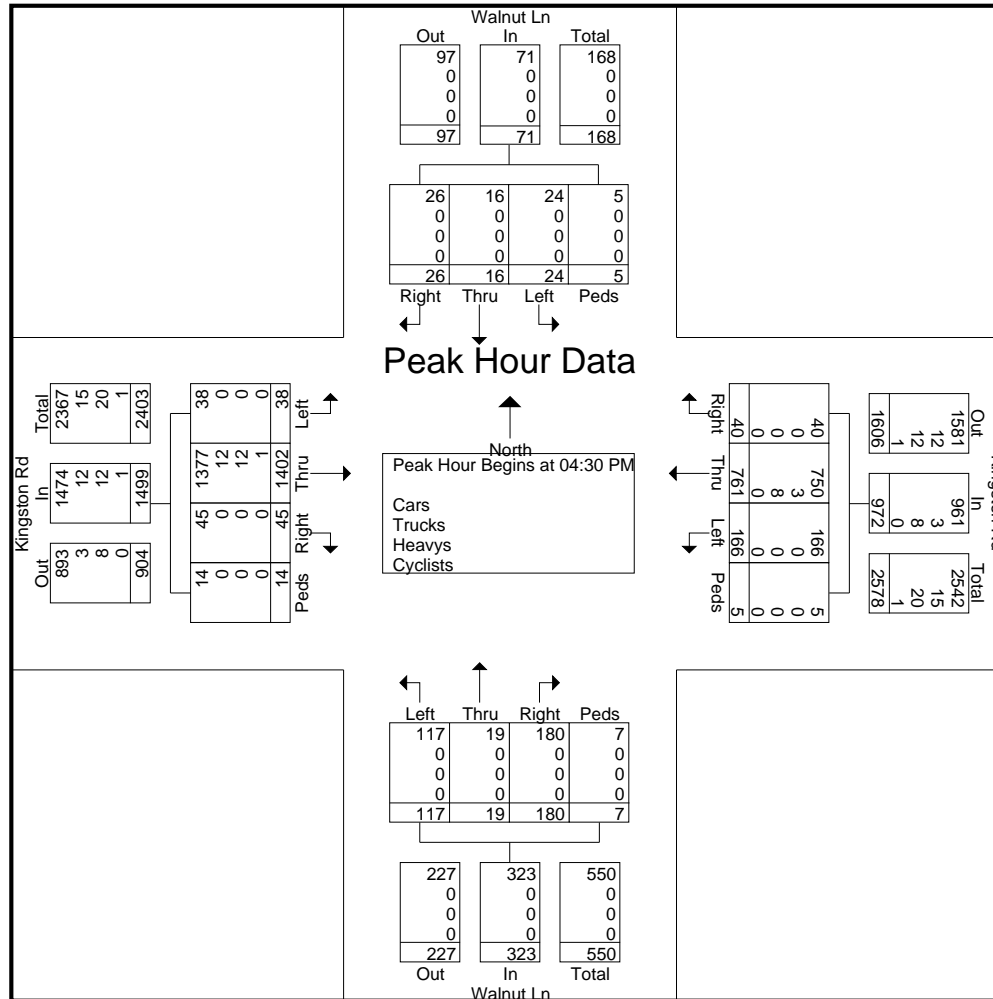 Walnut Ln
Out In Total
97 71 168
0 0 0
0 0 0
0 0 0
97 71 168
26 16 24 5
0 0 0 0
0 0 0 0
0 0 0 0
26 16 24 5
Right Thru Left Peds
Peak Hour Data
North
Peak Hour Begins at 04:30 PM
Cars
Trucks
Heavys
Cyclists
Kingston Rd
Out In Total
893 1474 2367
3 12 15
8 12 20
0 1 1
904 1499 2403
Peds Right Thru Left
14 45 1377 38
0 0 12 0
0 0 12 0
0 0 1 0
14 45 1402 38
Out In Total
1581 961 2542
12 3 15
12 8 20
1 0 1
1606 972 2578
Right Thru Left Peds
40 750 166 5
0 3 0 0
0 8 0 0
0 0 0 0
40 761 166 5
Left Thru Right Peds
117 19 180 7
0 0 0 0
0 0 0 0
0 0 0 0
117 19 180 7
227 323 550
0 0 0
0 0 0
0 0 0
227 323 550
Out In Total
Walnut Ln